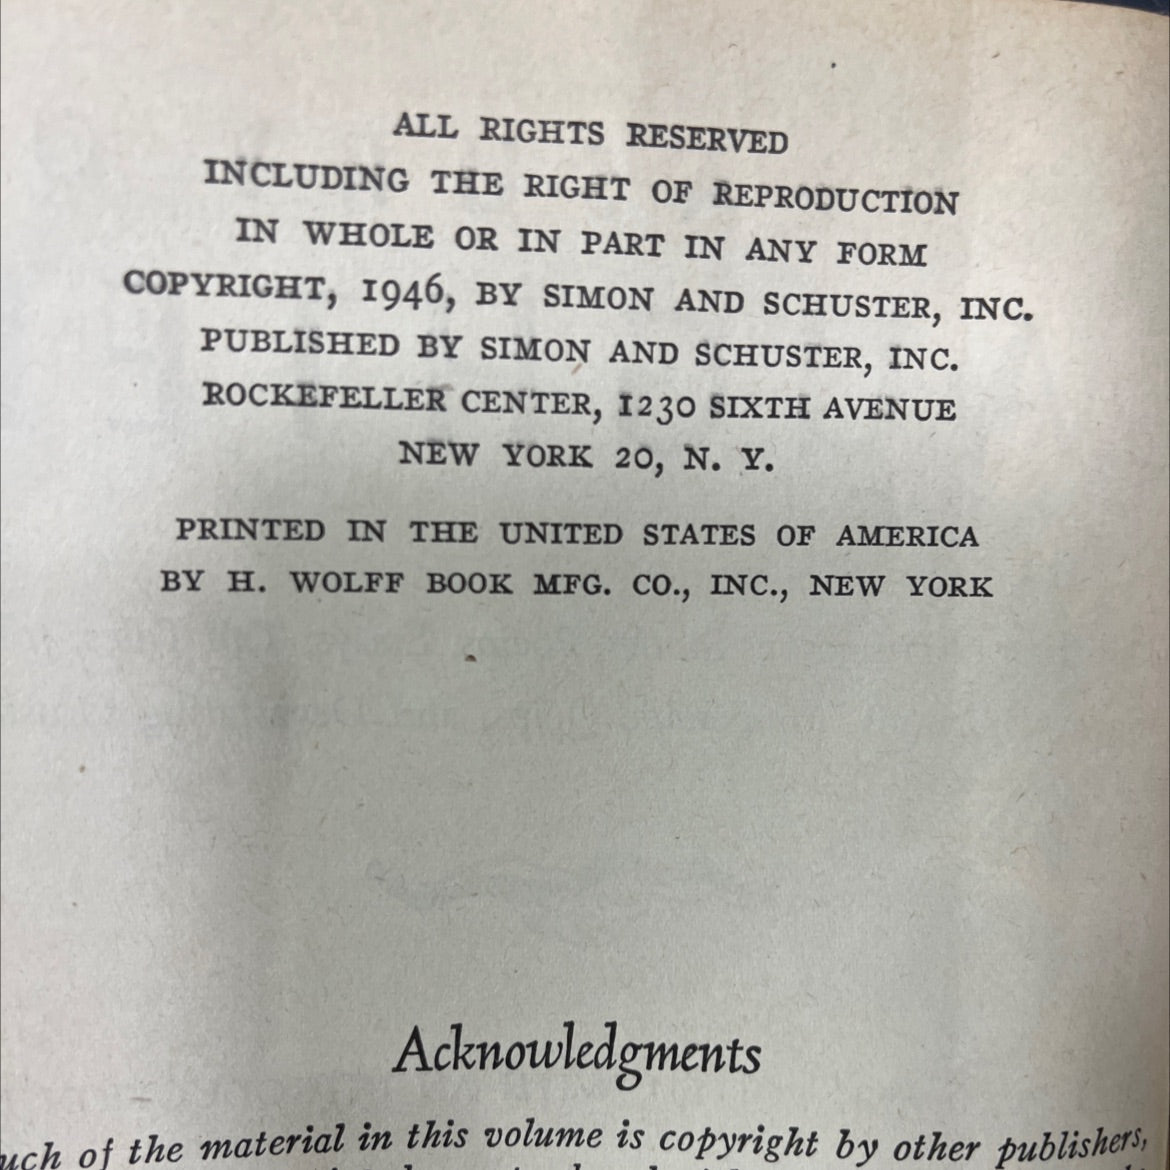 ALL RIGHTS RESERVED
INCLUDING THE RIGHT OF REPRODUCTION
IN WHOLE OR IN PART IN ANY FORM
COPYRIGHT, 1946, BY SIMON AND SCHUSTER, INC.
PUBLISHED BY SIMON AND SCHUSTER, INC.
ROCKEFELLER CENTER, 1230 SIXTH AVENUE
NEW YORK 20, N. Y.
PRINTED IN THE UNITED STATES OF AMERICA
BY H. WOLFF BOOK MFG. CO., INC., NEW YORK
Acknowledgments
uch of the material in this volume is copyright by other publishers,